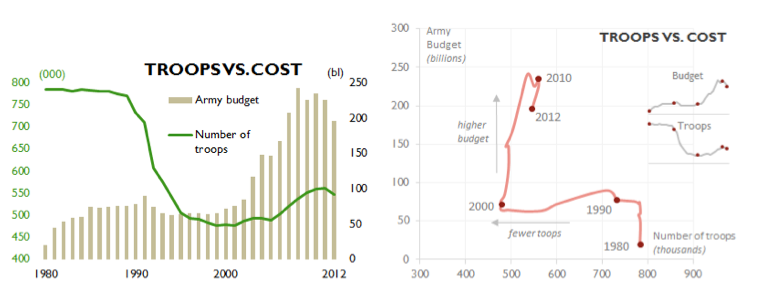 TROOPS VS. COST
(000)
(bl)
800
750
700
650
600
550
500
450
400
250
200
150
100
50
0
Army budget
Number of
troops
1980
1990
2000
2012
TROOPS VS. COST
Army
Budget
(billions)
300
250
200
150
100
50
0
2010
2012
higher
budget
2000
1990
1980
fewer toops
Budget
Troops
Number of troops
(thousands)
300
400
500
600
700
800
900